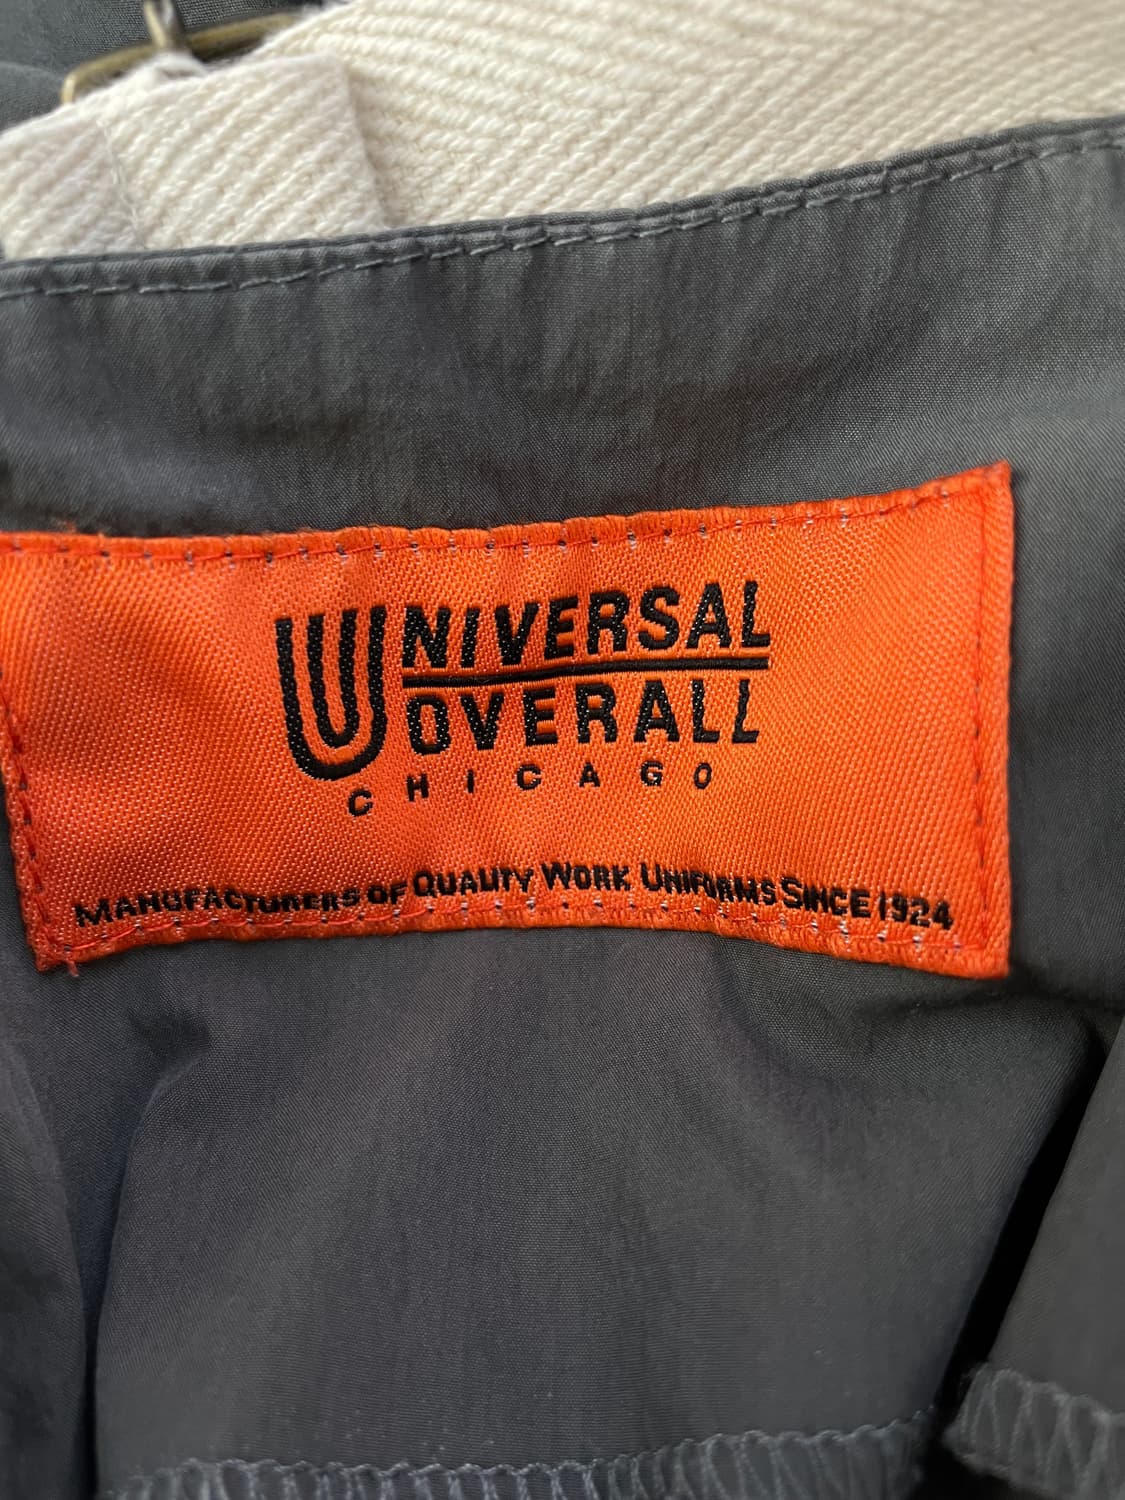 UNIVERSAL
OVERALL
CHICAGO
MANUFACTURERS OF QUALITY WORK UNIFORMS SINCE 1924